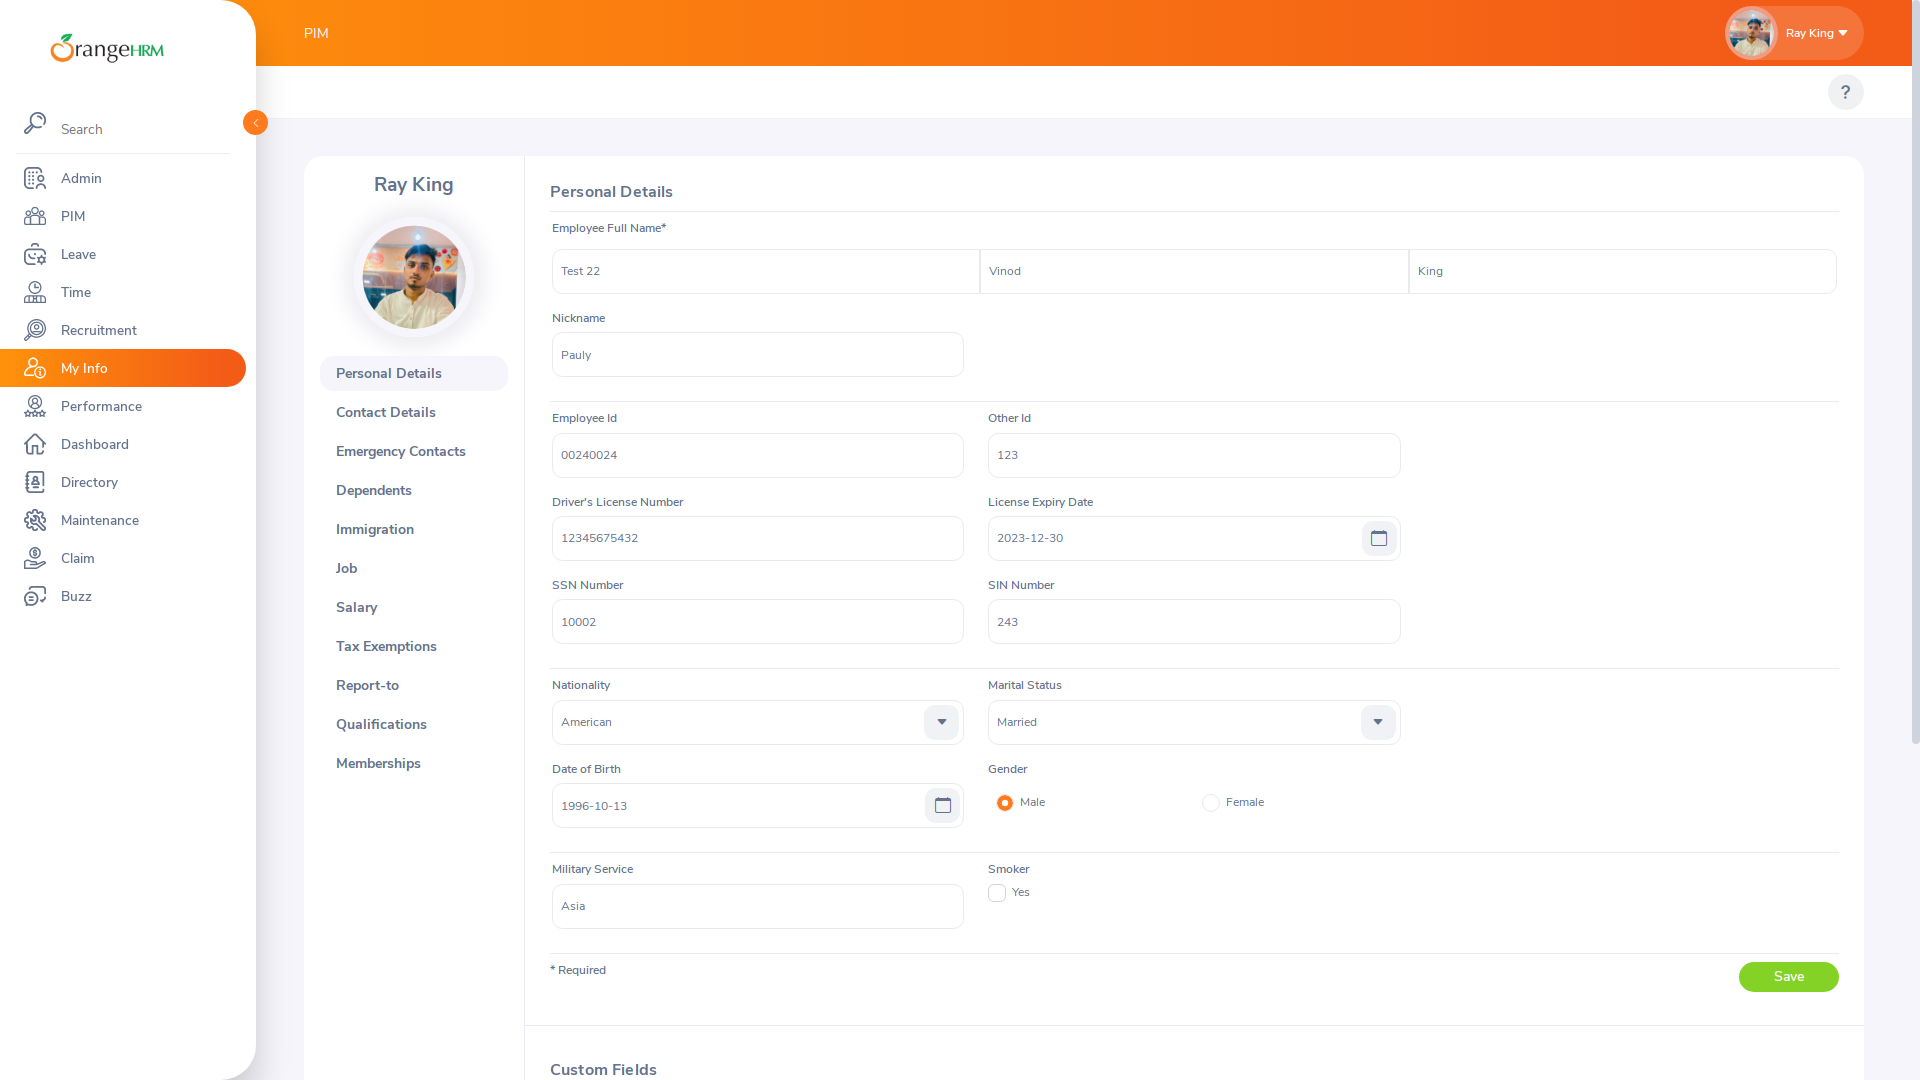 OrangeHRM
Search
Admin
PIM
Leave
Time
Recruitment
My Info
Performance
Dashboard
Directory
Maintenance
Claim
Buzz
PIM
Ray King
?
Ray King
Personal Details
Contact Details
Emergency Contacts
Dependents
Immigration
Job
Salary
Tax Exemptions
Report-to
Qualifications
Memberships
Personal Details
Employee Full Name*
Test 22 Vinod King
Nickname
Pauly
Employee Id Other Id
00240024 123
Driver's License Number License Expiry Date
12345675432 2023-12-30
SSN Number SIN Number
10002 243
Nationality Marital Status
American Married
Date of Birth Gender
1996-10-13 Male Female
Military Service Smoker
Asia Yes
* Required Save
Custom Fields